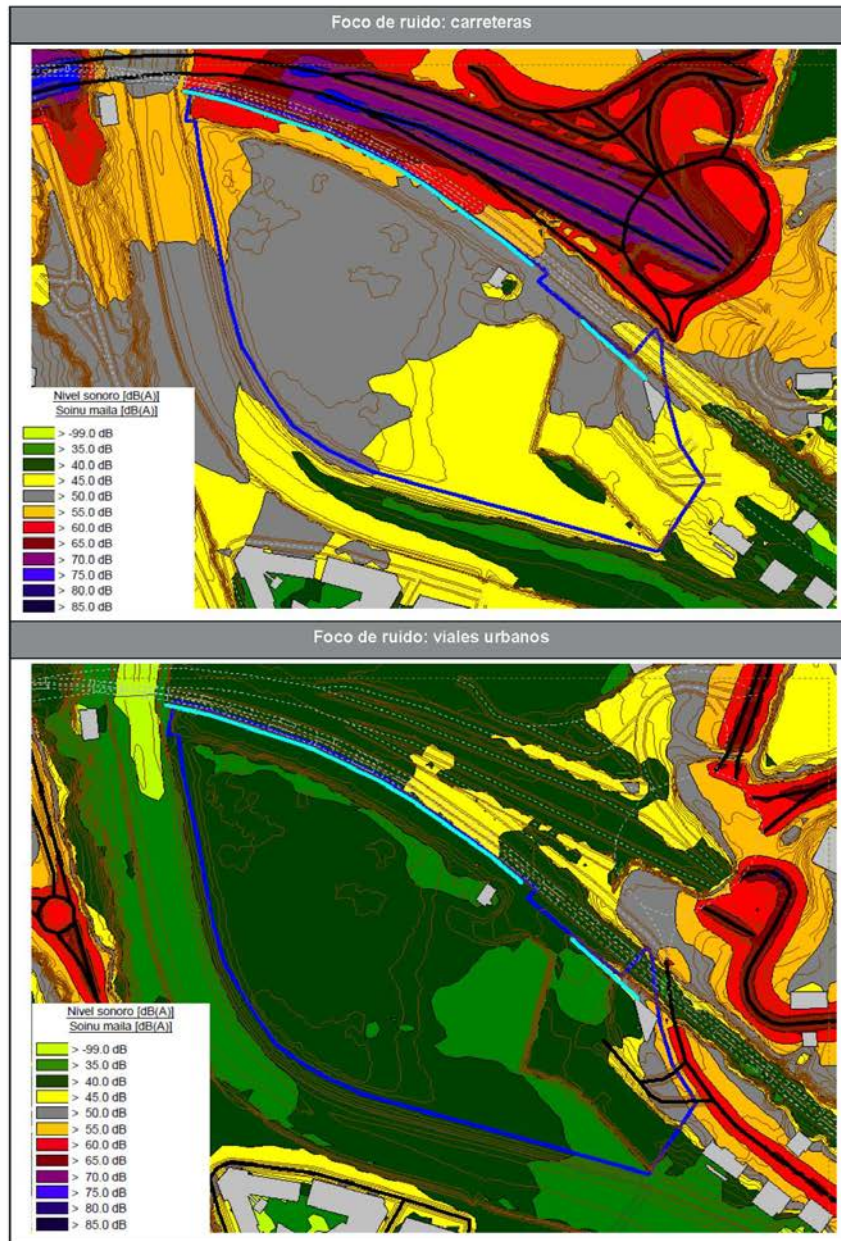 Foco de ruido: carreteras
Nivel sonoro [dB(A)]
Soinu maila [dB(A)]
> -99.0 dB
> 35.0 dB
> 40.0 dB
> 45.0 dB
> 50.0 dB
> 55.0 dB
> 60.0 dB
> 65.0 dB
> 70.0 dB
> 75.0 dB
> 80.0 dB
> 85.0 dB
Foco de ruido: viales urbanos
Nivel sonoro [dB(A)]
Soinu maila [dB(A)]
> -99.0 dB
> 35.0 dB
> 40.0 dB
> 45.0 dB
> 50.0 dB
> 55.0 dB
> 60.0 dB
> 65.0 dB
> 70.0 dB
> 75.0 dB
> 80.0 dB
> 85.0 dB